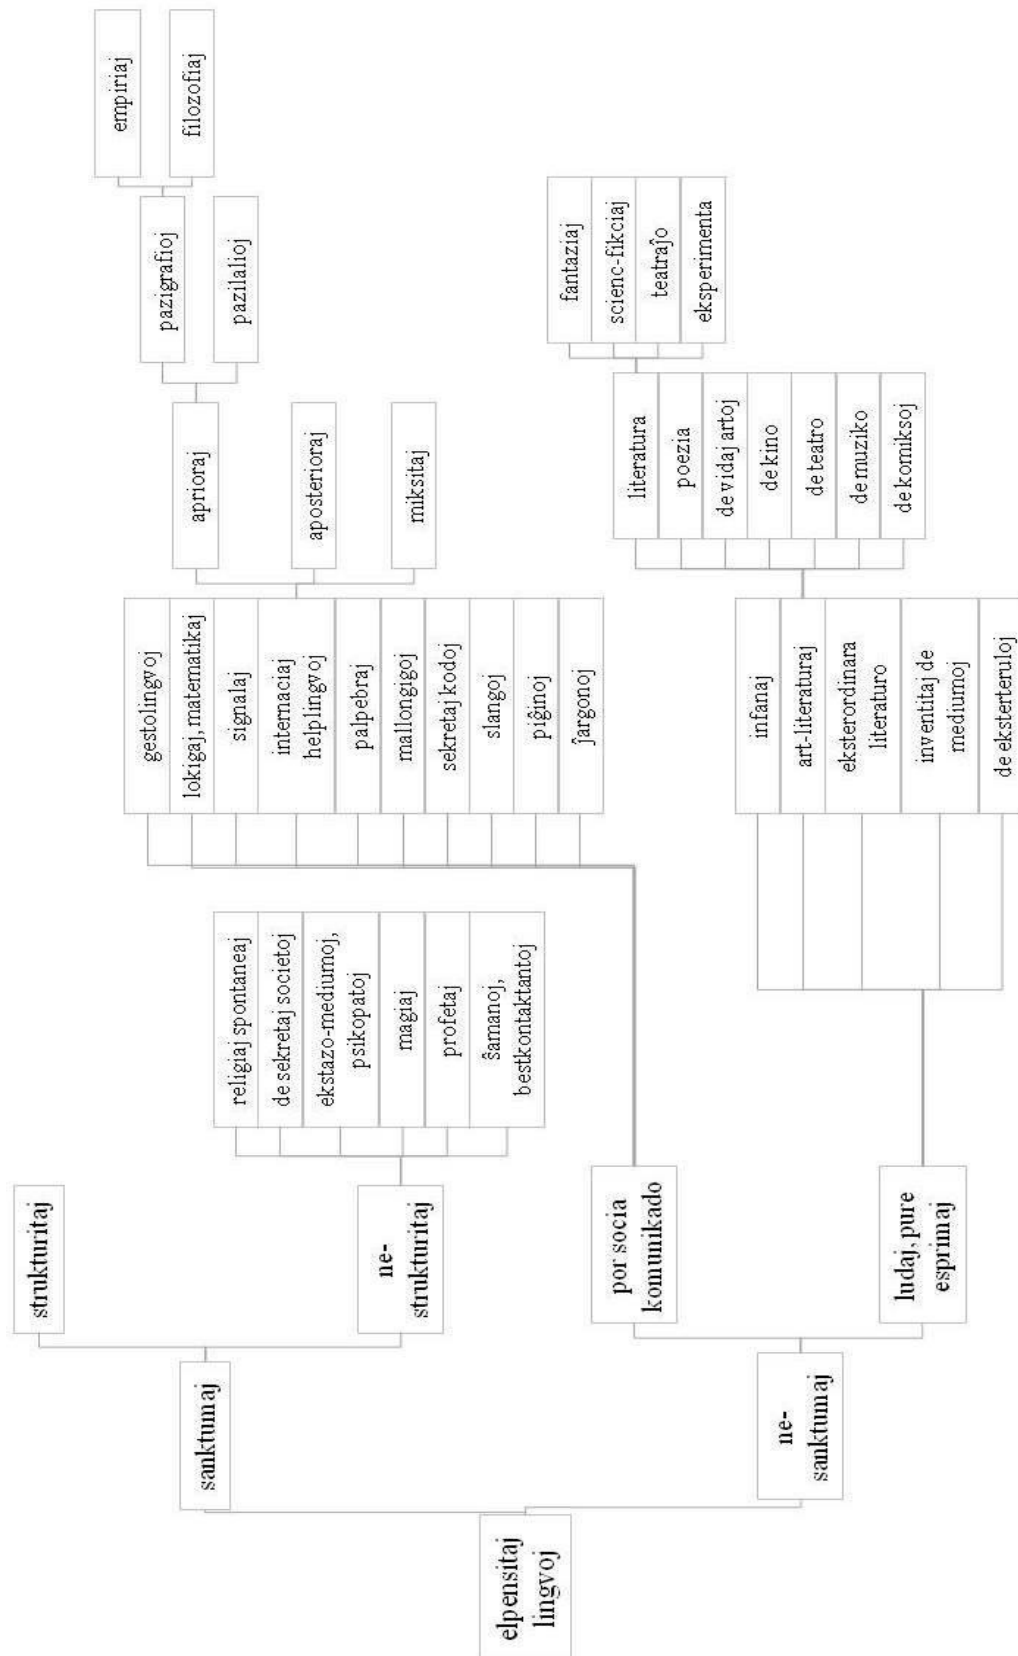 elpensitaj
lingvoj
sanktumaj
ne-
sanktumaj
strukturitaj
ne-
strukturitaj
por socia
komunikado
ludaj, pure
esprimaj
religiaj spontaneaj
de sekretaj societoj
ekstazo-mediumoj,
psikopatoj
magiaj
profetaj
ŝamanoj,
bestkontaktantoj
gestolingvoj
lokigaj, matematikaj
signalaj
internaciaj
helplingvoj
palpebraj
mallongigoj
sekretaj kodoj
slangoj
piĝinoj
ĵargonoj
infanaj
art-literaturaj
eksterordinara
literaturo
inventitaj de
mediumoj
de eksterteruloj
aprioraj
aposterioraj
miksitaj
literatura
poezia
de vidaj artoj
de kino
de teatro
de muziko
de komiksoj
pazigrafioj
pazilalioj
fantaziaj
scienc-fikciaj
teatraĵo
eksperimenta
empiriaj
filozofiaj